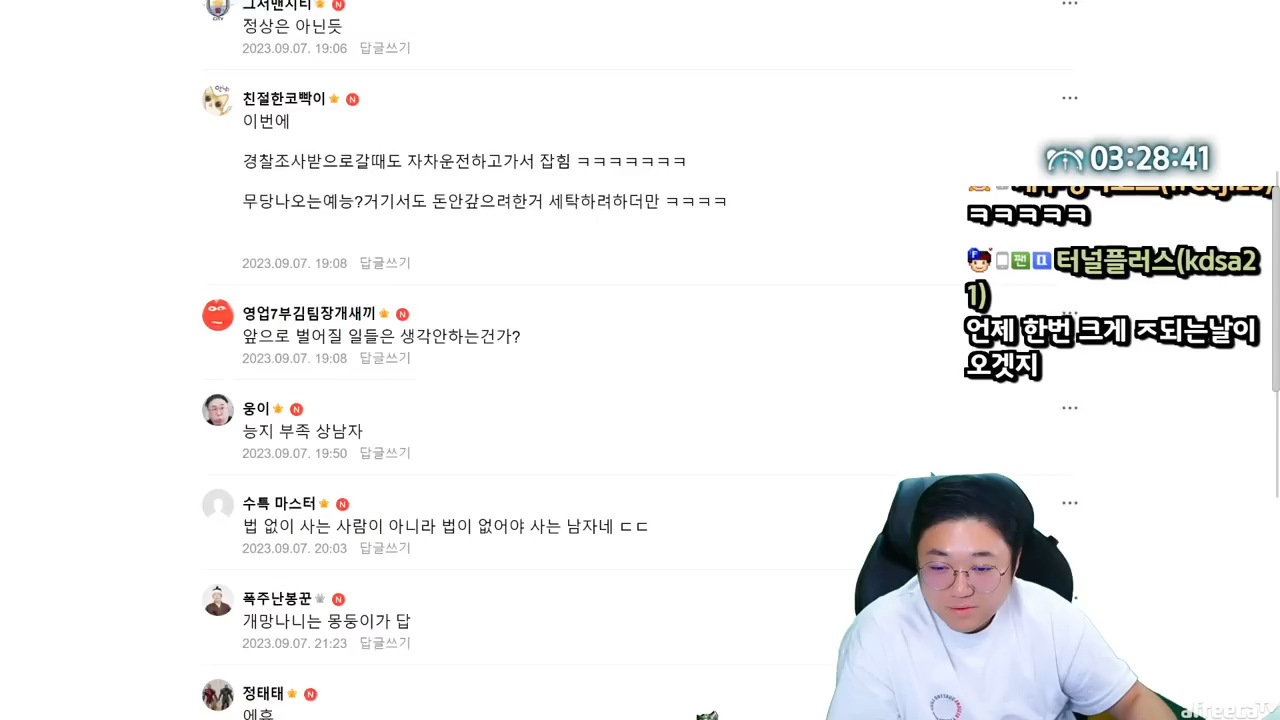 그저맨시티
정상은 아닌듯
2023.09.07. 19:06 답글쓰기
친절한코빡이
이번에
경찰조사받으로갈때도 자차운전하고가서 잡힘 ㅋㅋㅋㅋㅋㅋㅋ
무당나오는예능?거기서도 돈안갚으려한거 세탁하려하더만 ㅋㅋㅋㅋ
2023.09.07. 19:08 답글쓰기
영업7부김팀장개새끼
앞으로 벌어질 일들은 생각안하는건가?
2023.09.07. 19:08 답글쓰기
웅이
능지 부족 상남자
2023.09.07. 19:50 답글쓰기
수특 마스터
법 없이 사는 사람이 아니라 법이 없어야 사는 남자네 ㄷㄷ
2023.09.07. 20:03 답글쓰기
폭주난봉꾼
개망나니는 몽둥이가 답
2023.09.07. 21:23 답글쓰기
정태태
에휴
03:28:41
ㅋㅋㅋㅋㅋ
터널플러스(kdsa2
1)
언제 한번 크게 ㅈ되는날이
오겟지
afreecaTV